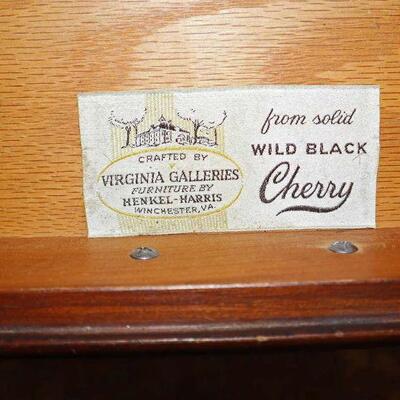 CRAFTED BY
VIRGINIA GALLERIES
FURNITURE BY
HENKEL-HARRIS
WINCHESTER, VA.
from solid
WILD BLACK
Cherry